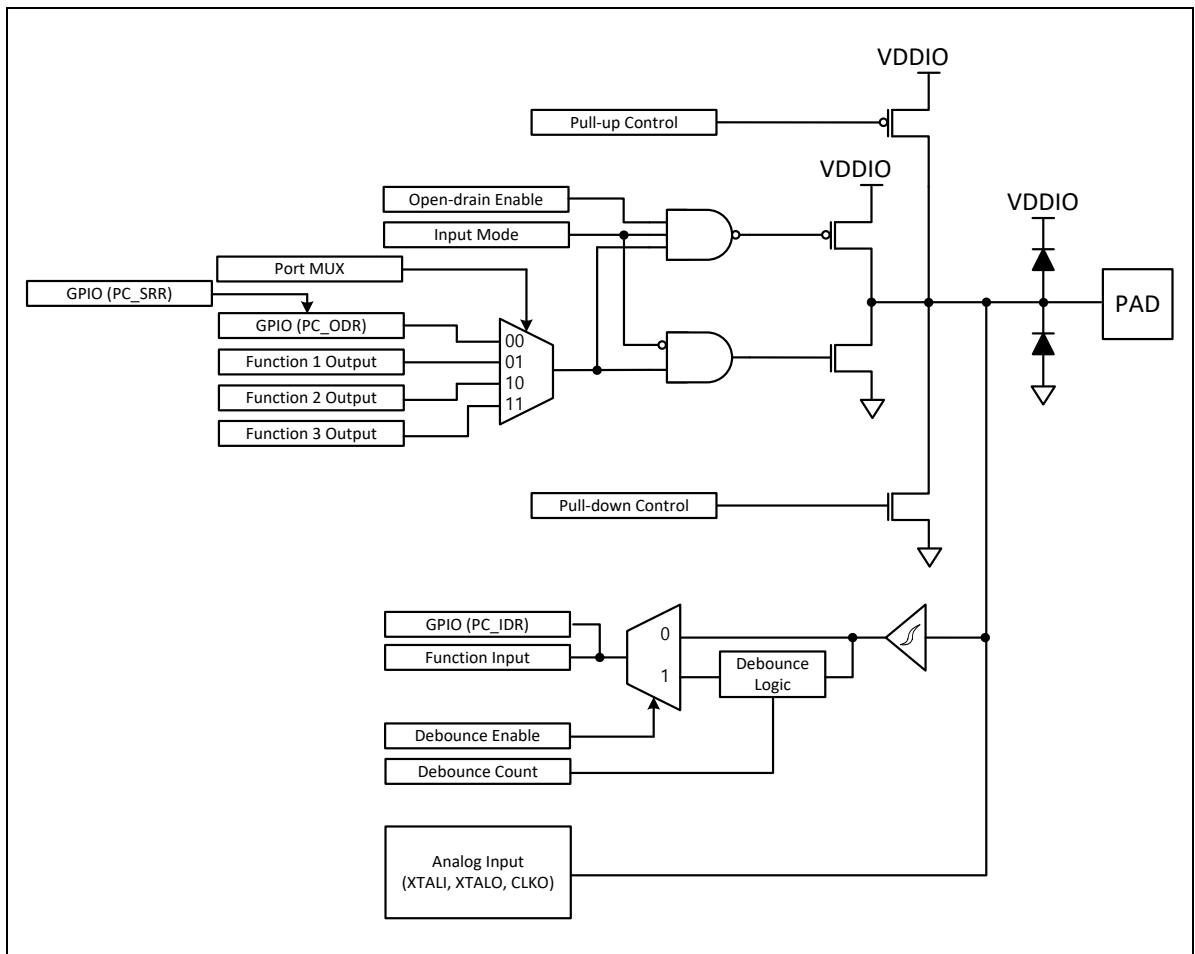 VDDIO
Pull-up Control
VDDIO
Open-drain Enable
Input Mode
VDDIO
Port MUX
GPIO (PC_SRR)
GPIO (PC_ODR)
Function 1 Output
Function 2 Output
Function 3 Output
00
01
10
11
PAD
Pull-down Control
GPIO (PC_IDR)
Function Input
0
1
Debounce
Logic
Debounce Enable
Debounce Count
Analog Input
(XTALI, XTALO, CLKO)